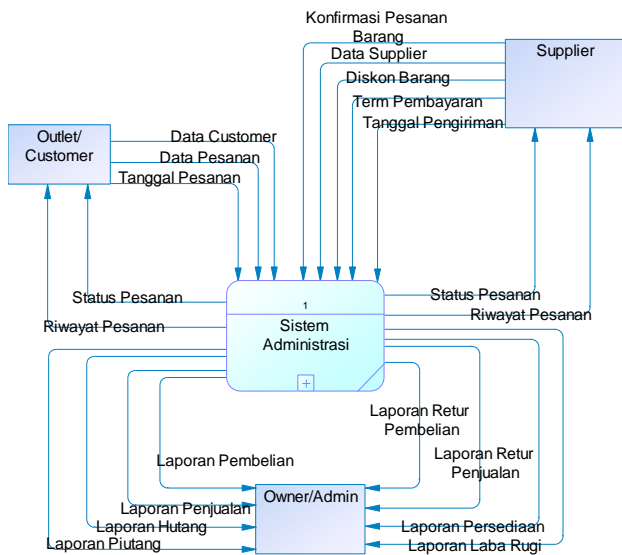 Konfirmasi Pesanan
Barang
Data Supplier
Diskon Barang
Term Pembayaran
Tanggal Pengiriman
Supplier
Outlet/
Customer
Data Customer
Data Pesanan
Tanggal Pesanan
Status Pesanan
Riwayat Pesanan
1
Sistem
Administrasi
Status Pesanan
Riwayat Pesanan
Laporan Retur
Pembelian
Laporan Retur
Penjualan
Laporan Pembelian
Laporan Penjualan
Laporan Hutang
Laporan Piutang
Owner/Admin
Laporan Persediaan
Laporan Laba Rugi